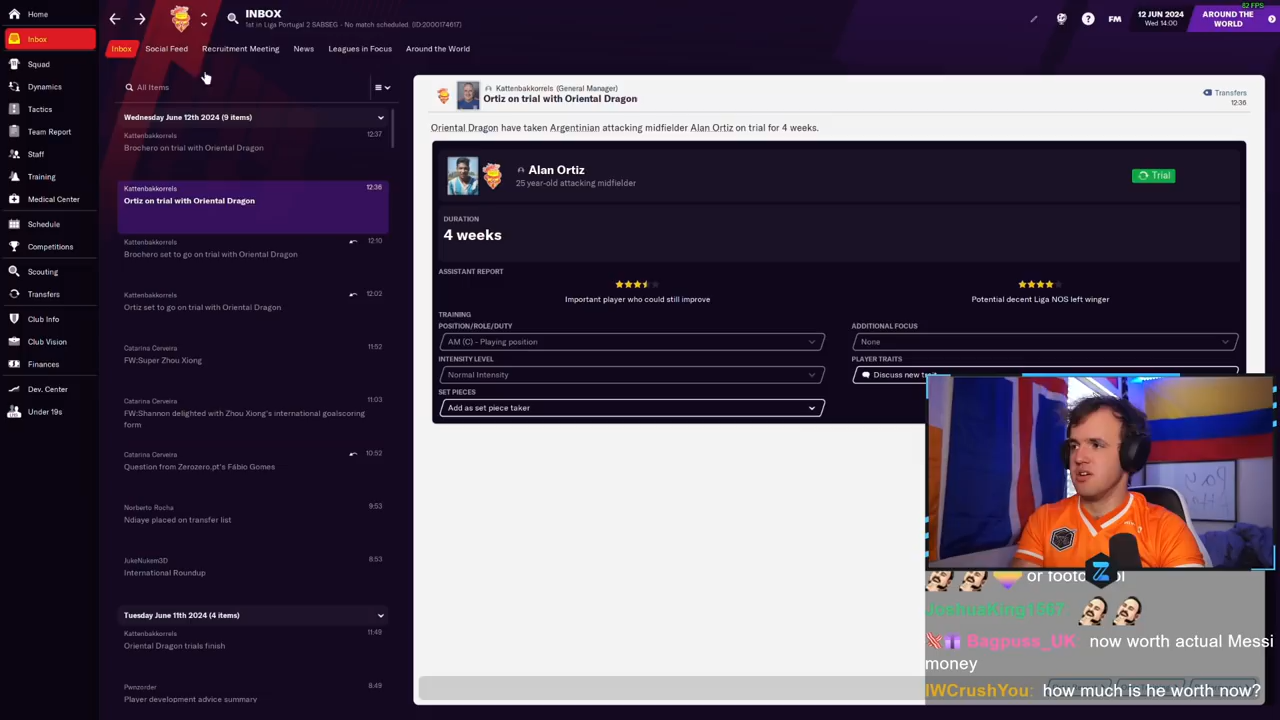 82 FPS
Home
INBOX
1st in Liga Portugal 2 SABSEG - No match scheduled. (ID:2000174617)
FM
12 JUN 2024
Wed 14:00
AROUND THE
WORLD
Inbox
Inbox
Social Feed
Recruitment Meeting
News
Leagues in Focus
Around the World
Squad
Dynamics
Tactics
Team Report
Staff
Training
Medical Center
Schedule
Competitions
Scouting
Transfers
Club Info
Club Vision
Finances
Dev. Center
Under 19s
All Items
Wednesday June 12th 2024 (9 items)
Kattenbakkorrels 12:37
Brochero on trial with Oriental Dragon
Kattenbakkorrels 12:36
Ortiz on trial with Oriental Dragon
Kattenbakkorrels 12:10
Brochero set to go on trial with Oriental Dragon
Kattenbakkorrels 12:02
Ortiz set to go on trial with Oriental Dragon
Catarina Cerveira 11:52
FW:Super Zhou Xiong
Catarina Cerveira 11:03
FW:Shannon delighted with Zhou Xiong's international goalscoring
form
Catarina Cerveira 10:52
Question from Zerozero.pt's Fábio Gomes
Norberto Rocha 9:53
Ndiaye placed on transfer list
JukeNukem3D 8:53
International Roundup
Tuesday June 11th 2024 (4 items)
Kattenbakkorrels 11:49
Oriental Dragon trials finish
Pwnzorder 8:49
Player development advice summary
Kattenbakkorrels (General Manager)
Ortiz on trial with Oriental Dragon
Transfers
12:36
Oriental Dragon have taken Argentinian attacking midfielder Alan Ortiz on trial for 4 weeks.
Alan Ortiz
25 year-old attacking midfielder
Trial
DURATION
4 weeks
ASSISTANT REPORT
Important player who could still improve
Potential decent Liga NOS left winger
TRAINING
POSITION/ROLE/DUTY
AM (C) - Playing position
ADDITIONAL FOCUS
None
INTENSITY LEVEL
Normal Intensity
PLAYER TRAITS
Discuss new trait
SET PIECES
Add as set piece taker
JoshuaKing1667:
Bagpuss_UK: now worth actual Messi
money
IWCrushYou: how much is he worth now?